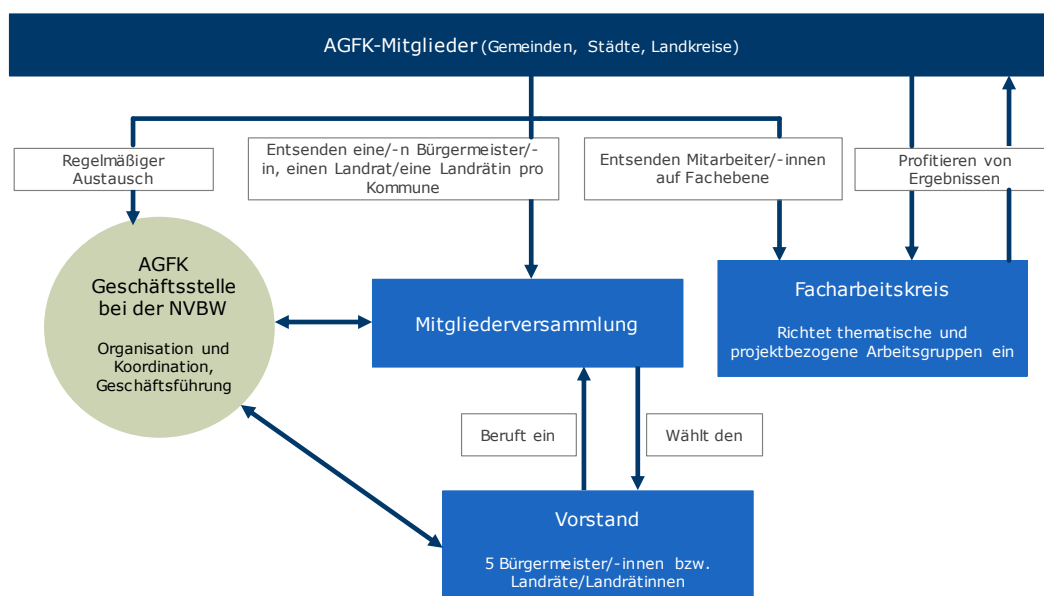 AGFK-Mitglieder (Gemeinden, Städte, Landkreise)
Regelmäßiger
Austausch
Entsenden eine/-n Bürgermeister/-
in, einen Landrat/eine Landrätin pro
Kommune
Entsenden Mitarbeiter/-innen
auf Fachebene
Profitieren von
Ergebnissen
AGFK
Geschäftsstelle
bei der NVBW
Organisation und
Koordination,
Geschäftsführung
Mitgliederversammlung
Facharbeitskreis
Richtet thematische und
projektbezogene Arbeitsgruppen ein
Beruft ein
Wählt den
Vorstand
5 Bürgermeister/-innen bzw.
Landräte/Landrätinnen